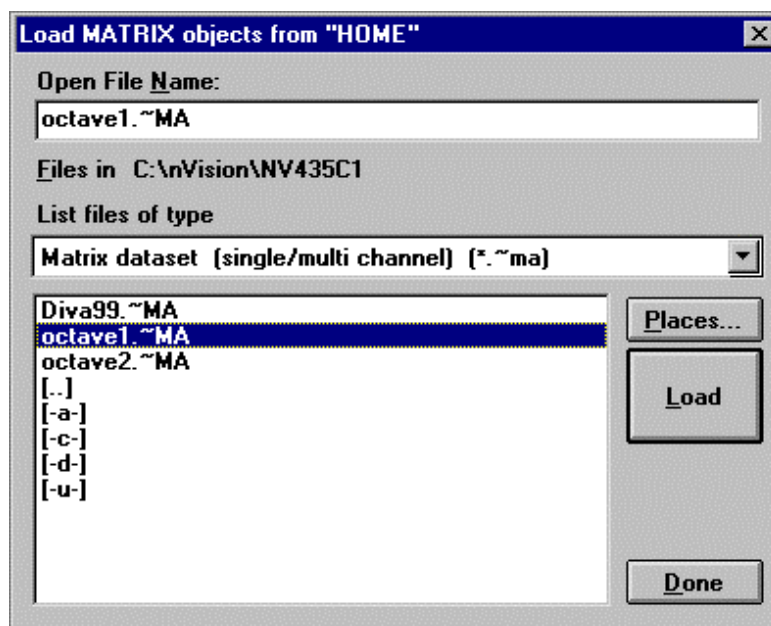 Load MATRIX objects from "HOME"
Open File Name:
octave1.~MA
Files in C:\nVision\NV435C1
List files of type
Matrix dataset (single/multi channel) (*.~ma)
Diva99.~MA
octave1.~MA
octave2.~MA
[..]
[-a-]
[-c-]
[-d-]
[-u-]
Places...
Load
Done